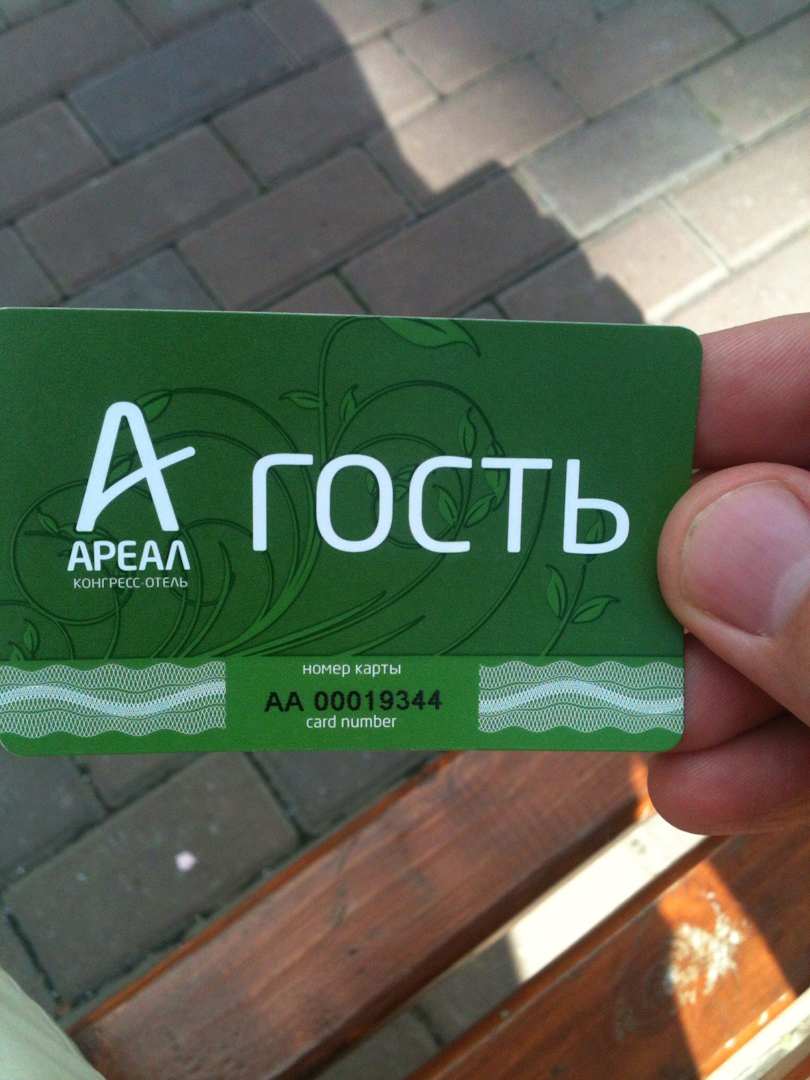 А
АРЕАЛ
КОНГРЕСС-ОТЕЛЬ
ГОСТЬ
номер карты
АА 00019344
card number